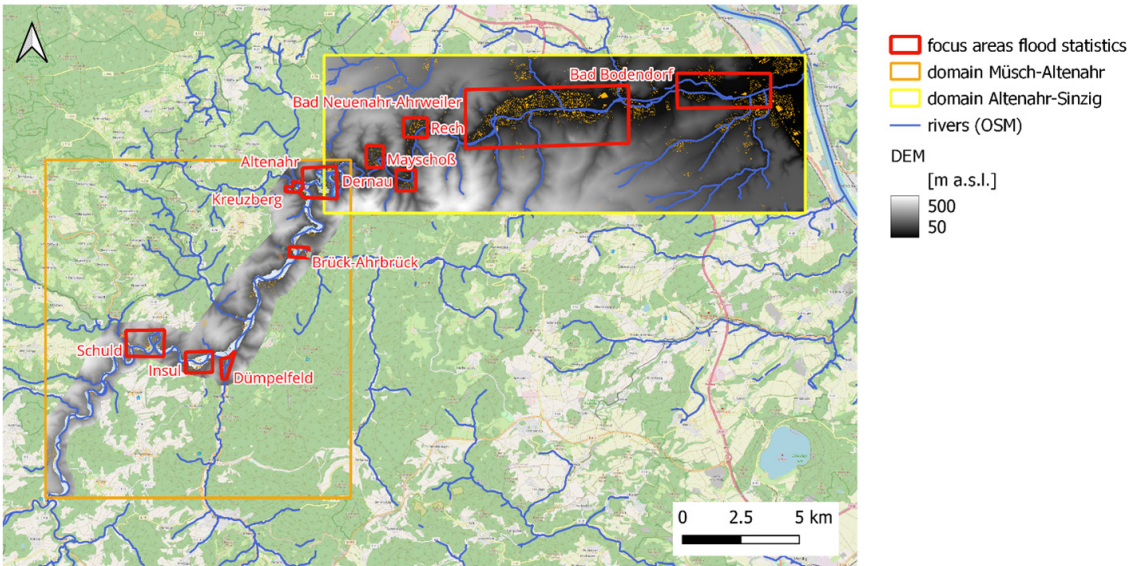 Bad Bodendorf
Bad Neuenahr-Ahrweiler
Rech
Altenahr
Mayschoß
Dernau
Kreuzberg
Brück-Ahrbrück
Schuld
Insul
Dümpelfeld
0 2.5 5 km
focus areas flood statistics
domain Müsch-Altenahr
domain Altenahr-Sinzig
rivers (OSM)
DEM
[m a.s.l.]
500
50